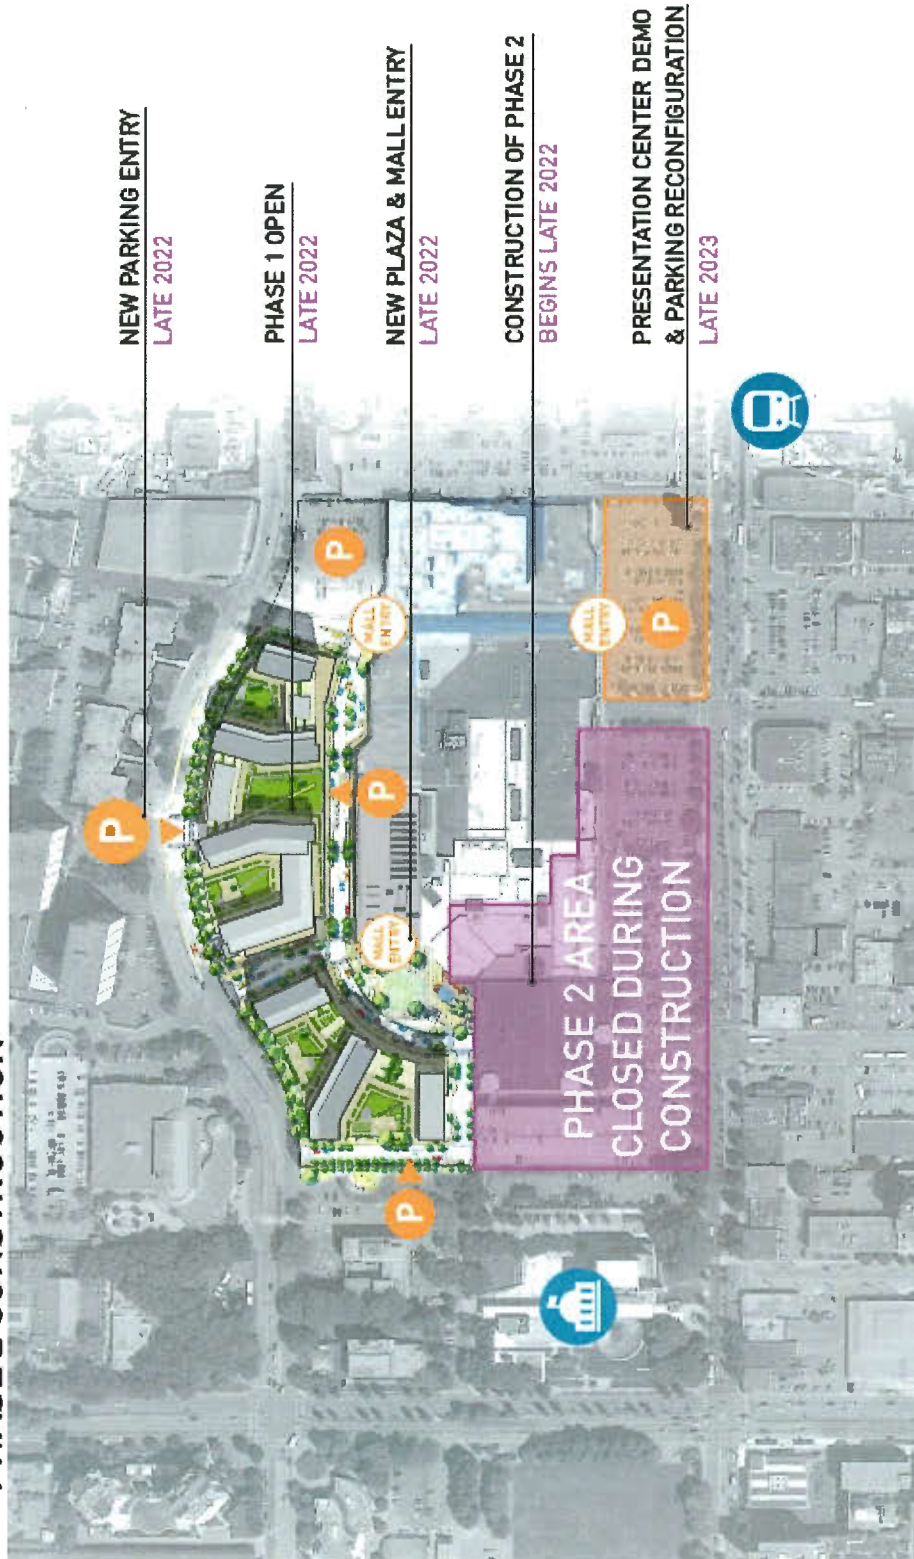 NEW PARKING ENTRY
LATE 2022
PHASE 1 OPEN
LATE 2022
NEW PLAZA & MALL ENTRY
LATE 2022
CONSTRUCTION OF PHASE 2
BEGINS LATE 2022
PRESENTATION CENTER DEMO
& PARKING RECONFIGURATION
LATE 2023
P
P
P
P
MALL
ENTRY
MALL
ENTRY
MALL
ENTRY
P
PHASE 2 AREA
CLOSED DURING
CONSTRUCTION